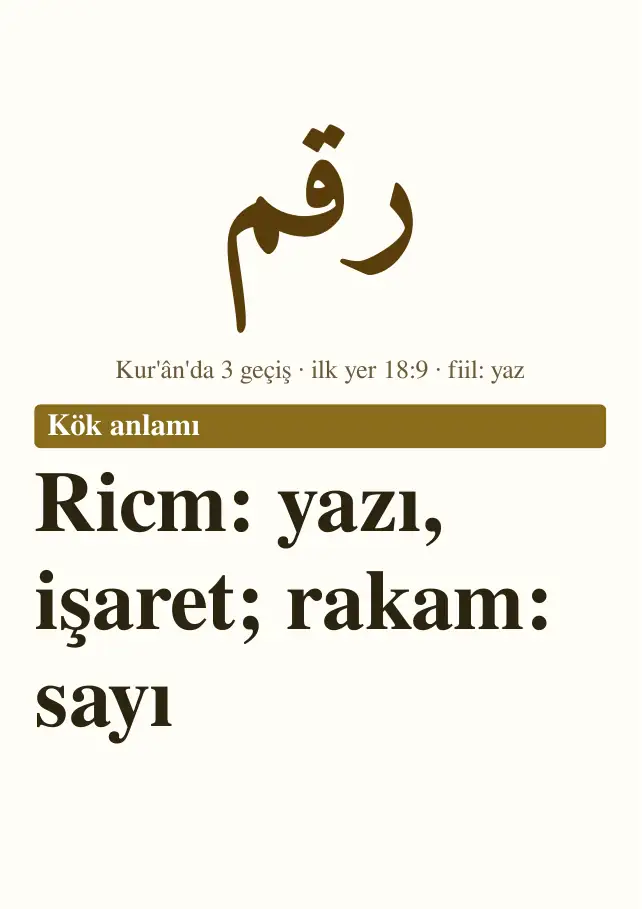 رقم
Kur'ân'da 3 geçiş · ilk yer 18:9 · fiil: yaz
Kök anlamı
Ricm: yazı,
işaret; rakam:
sayı